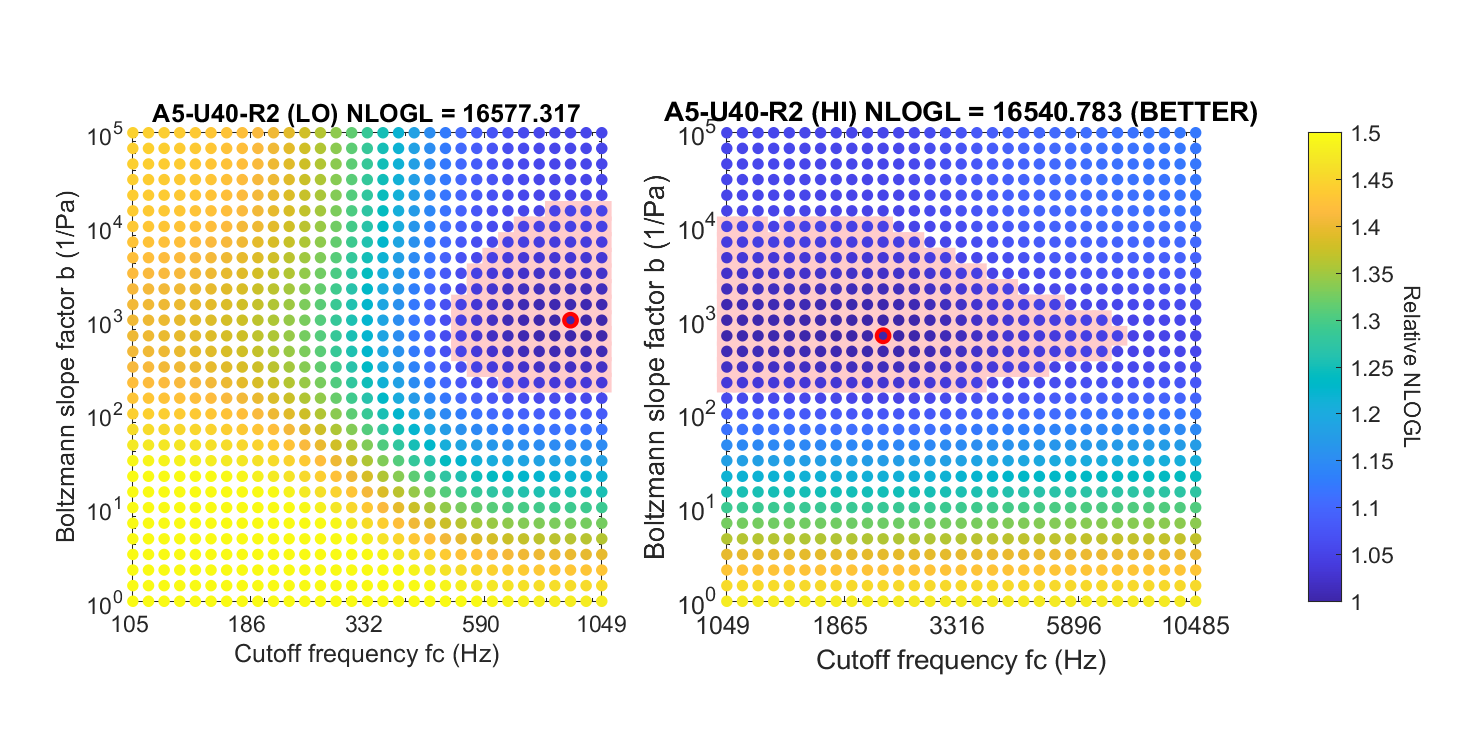 A5-U40-R2 (LO) NLOGL = 16577.317
Boltzmann slope factor b (1/Pa)
10^5
10^4
10^3
10^2
10^1
10^0
105 186 332 590 1049
Cutoff frequency fc (Hz)
A5-U40-R2 (HI) NLOGL = 16540.783 (BETTER)
Boltzmann slope factor b (1/Pa)
10^5
10^4
10^3
10^2
10^1
10^0
1049 1865 3316 5896 10485
Cutoff frequency fc (Hz)
1.5
1.45
1.4
1.35
1.3
1.25
1.2
1.15
1.1
1.05
1
Relative NLOGL